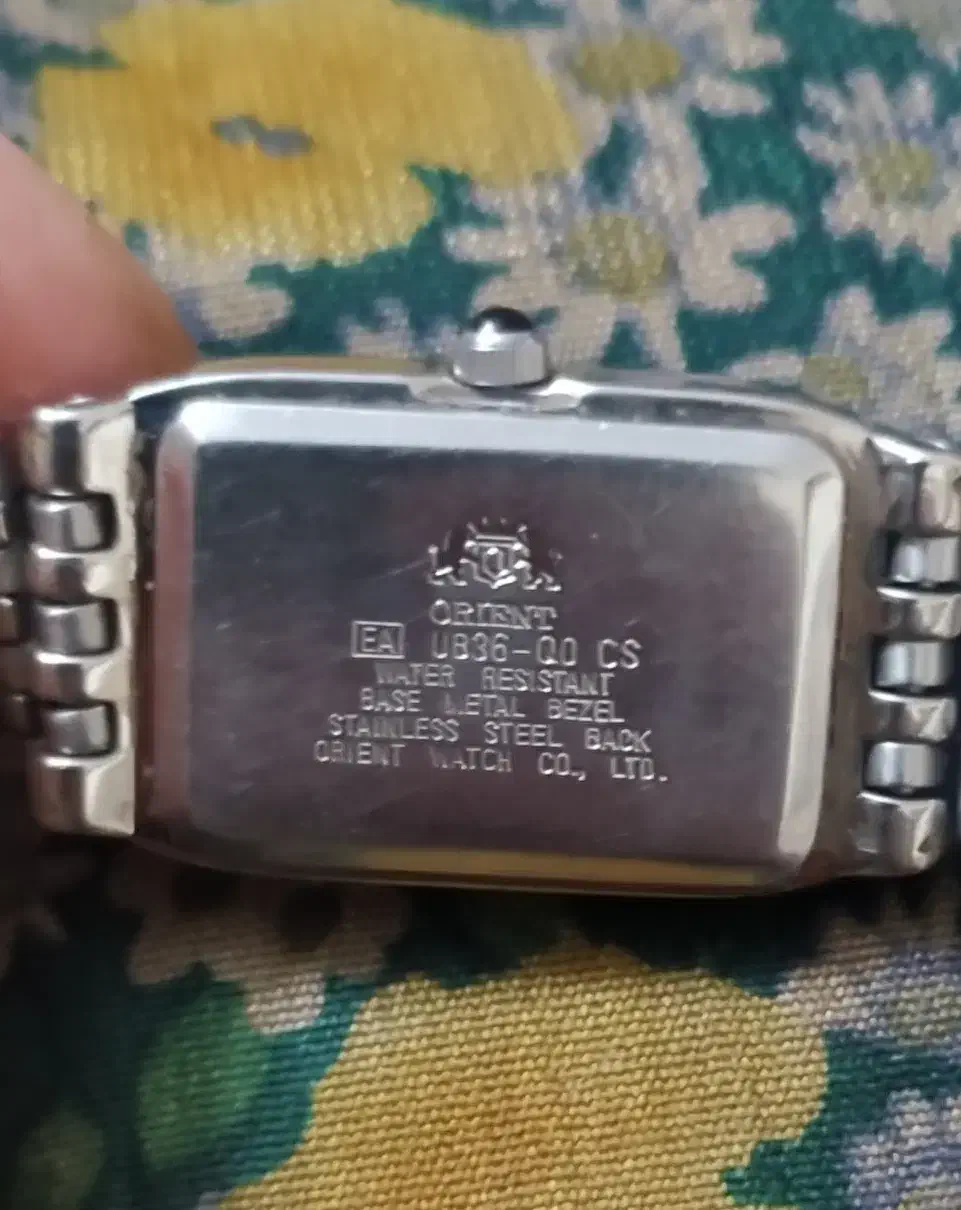 ORIENT
EA UB36-Q0 CS
WATER RESISTANT
BASE METAL BEZEL
STAINLESS STEEL BACK
ORIENT WATCH CO., LTD.